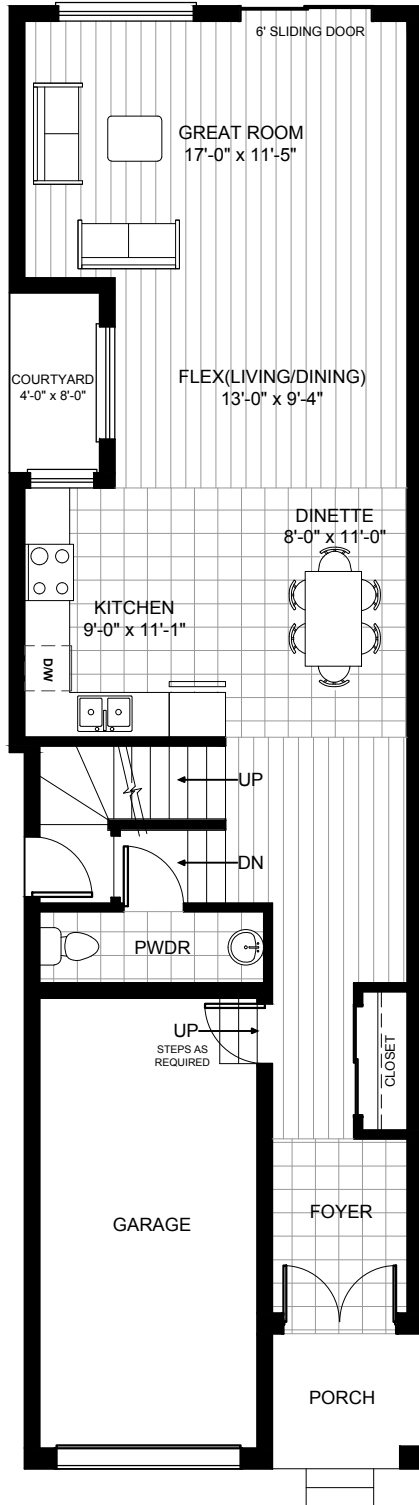 6' SLIDING DOOR
GREAT ROOM
17'-0" x 11'-5"
COURTYARD
4'-0" x 8'-0"
FLEX(LIVING/DINING)
13'-0" x 9'-4"
DINETTE
8'-0" x 11'-0"
KITCHEN
9'-0" x 11'-1"
D/W
UP
DN
PWDR
UP
STEPS AS
REQUIRED
CLOSET
GARAGE
FOYER
PORCH